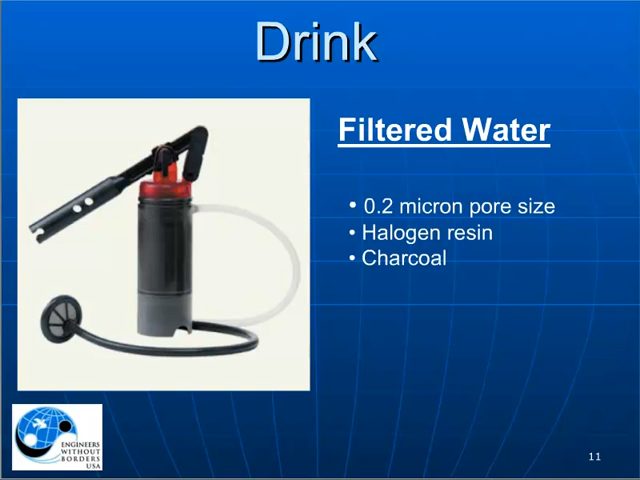 Drink
Filtered Water
• 0.2 micron pore size
• Halogen resin
• Charcoal
ENGINEERS
WITHOUT
BORDERS
USA
11